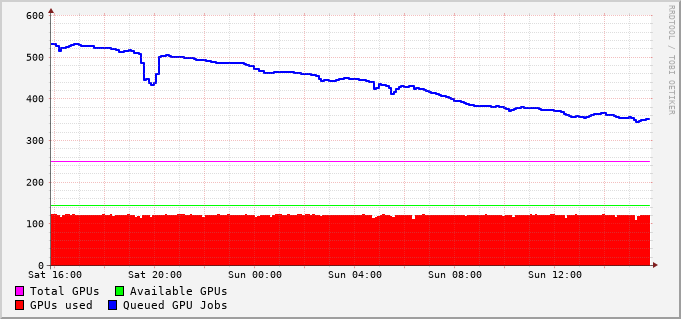 600
500
400
300
200
100
0
Sat 16:00 Sat 20:00 Sun 00:00 Sun 04:00 Sun 08:00 Sun 12:00
Total GPUs Available GPUs
GPUs used Queued GPU Jobs
RRDTOOL / TOBI OETIKER